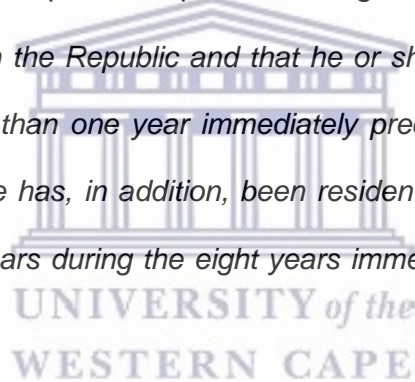 the Republic and that he or sh
than one year immediately prec
e has, in addition, been residen
ars during the eight years imme
UNIVERSITY of the
WESTERN CAPE